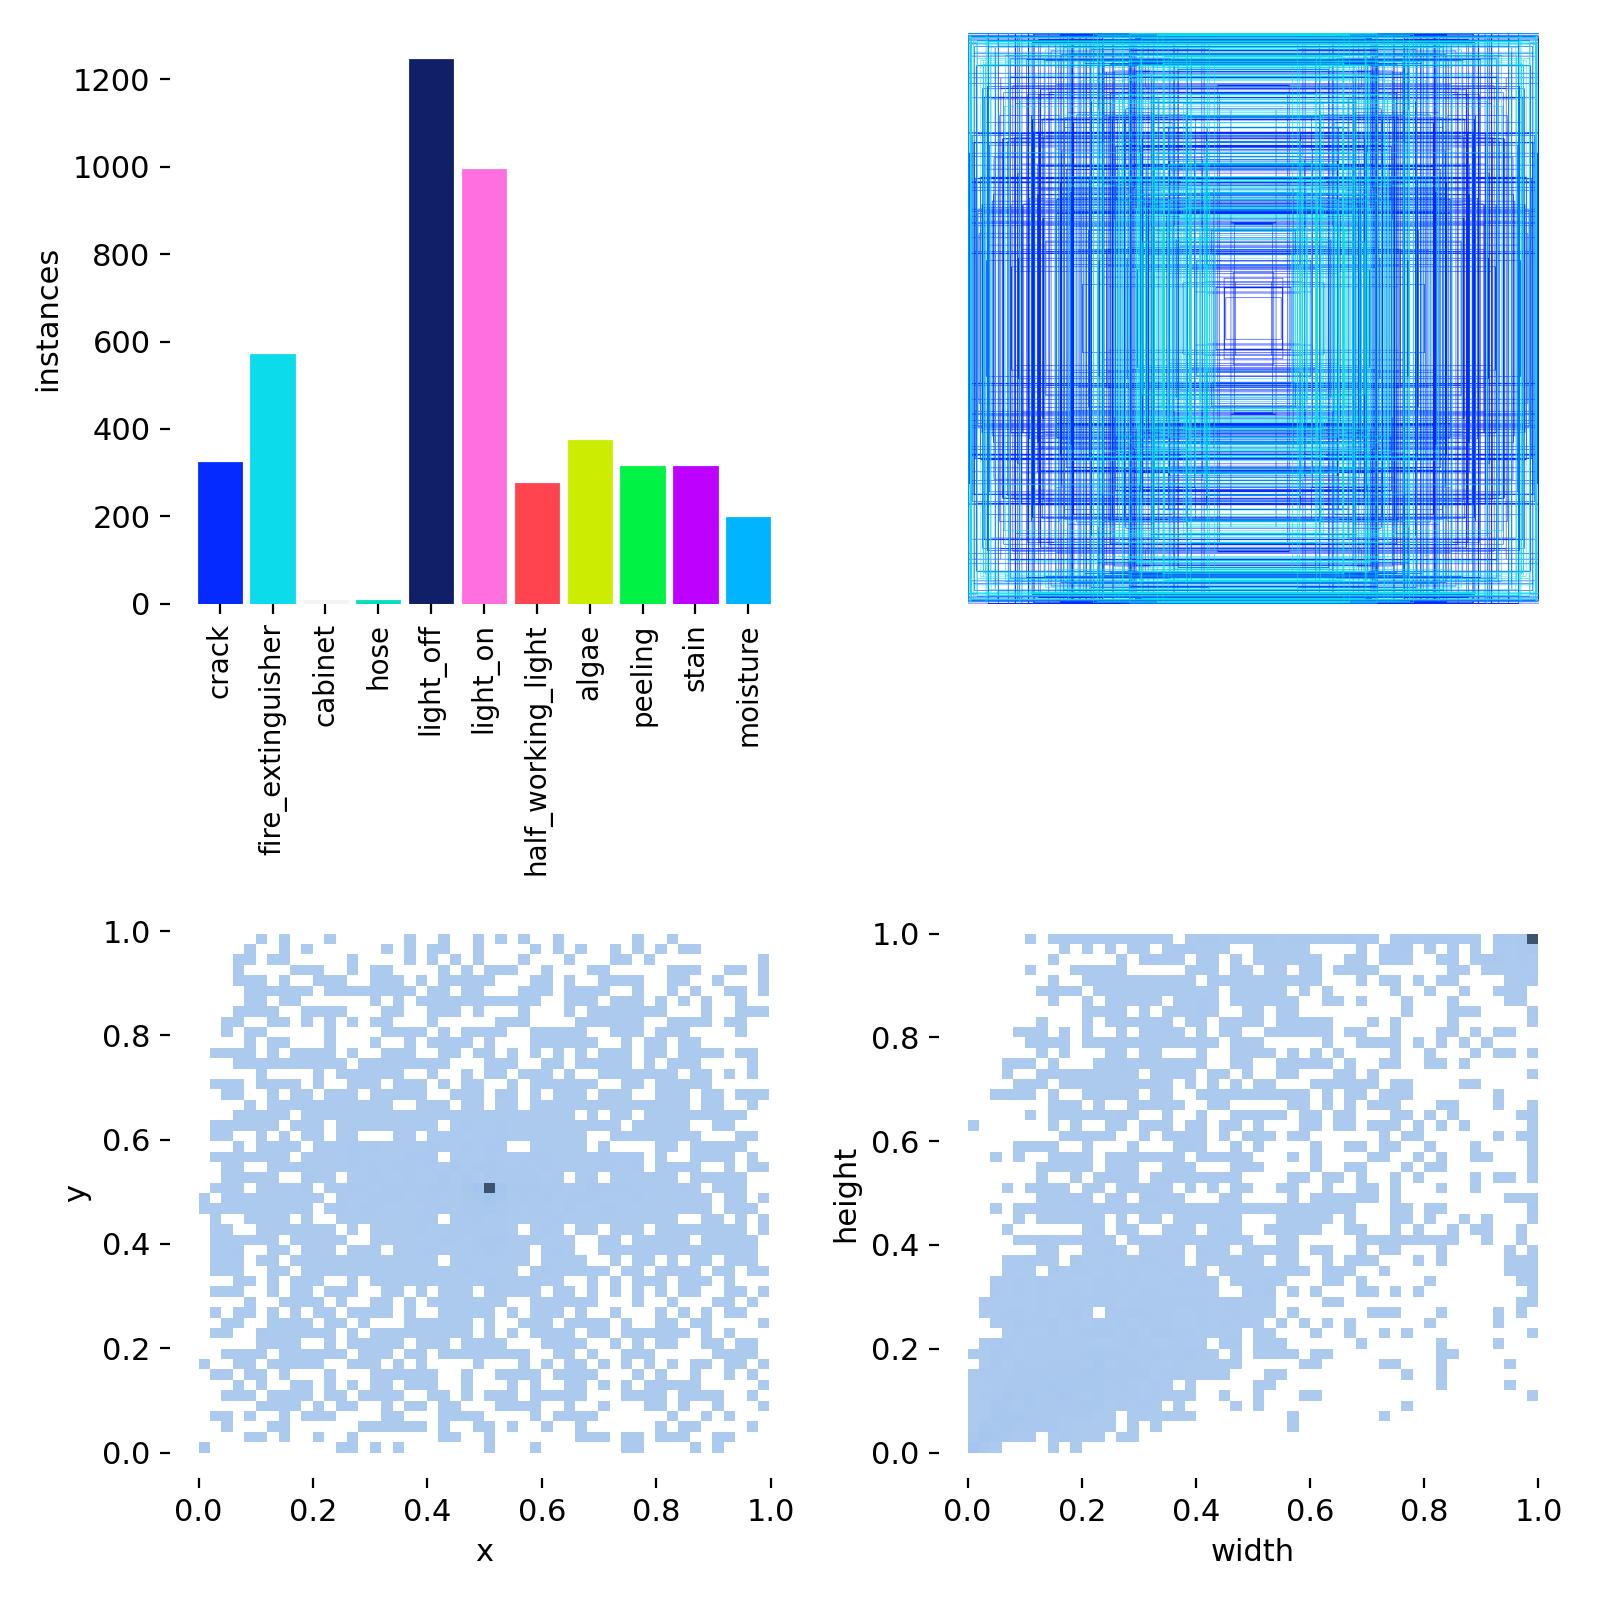 instances
1200
1000
800
600
400
200
0
crack
fire_extinguisher
cabinet
hose
light_off
light_on
half_working_light
algae
peeling
stain
moisture
y
1.0
0.8
0.6
0.4
0.2
0.0
0.0 0.2 0.4 0.6 0.8 1.0
x
height
1.0
0.8
0.6
0.4
0.2
0.0
0.0 0.2 0.4 0.6 0.8 1.0
width